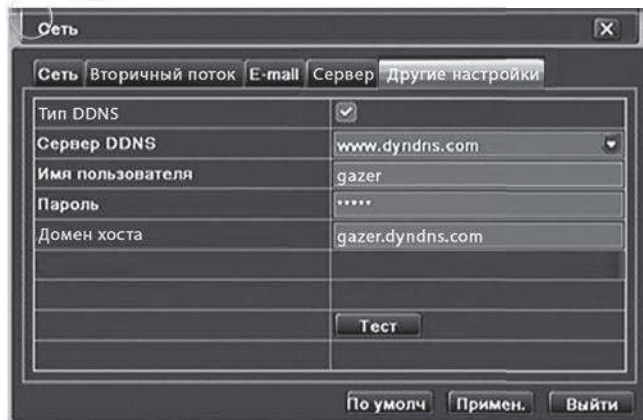 Сеть
Сеть Вторичный поток E-mall Сервер Другие настройки
Тип DDNS
Сервер DDNS www.dyndns.com
Имя пользователя gazer
Пароль *****
Домен хоста gazer.dyndns.com
Тест
По умолч Примен. Выйти